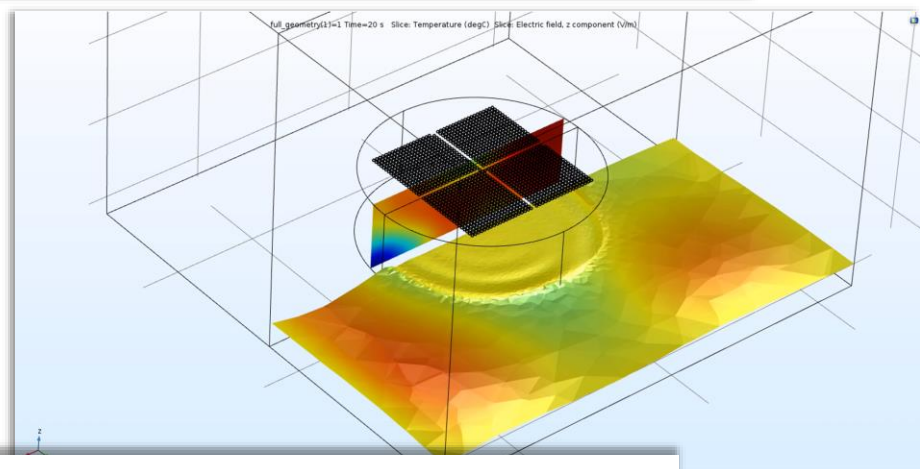 full_geometry(1)=1 Time=20 s   Slice: Temperature (degC)  Slice: Electric field, z component (V/m)
z